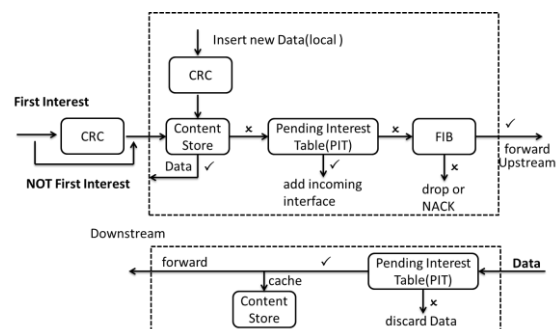 Insert new Data(local )
CRC
First Interest
CRC
Content
Store
x
Pending Interest
Table(PIT)
x
FIB
✓
forward
Upstream
Data
✓
✓
x
NOT First Interest
add incoming
interface
drop or
NACK
Downstream
forward
✓
Pending Interest
Table(PIT)
Data
cache
Content
Store
x
discard Data